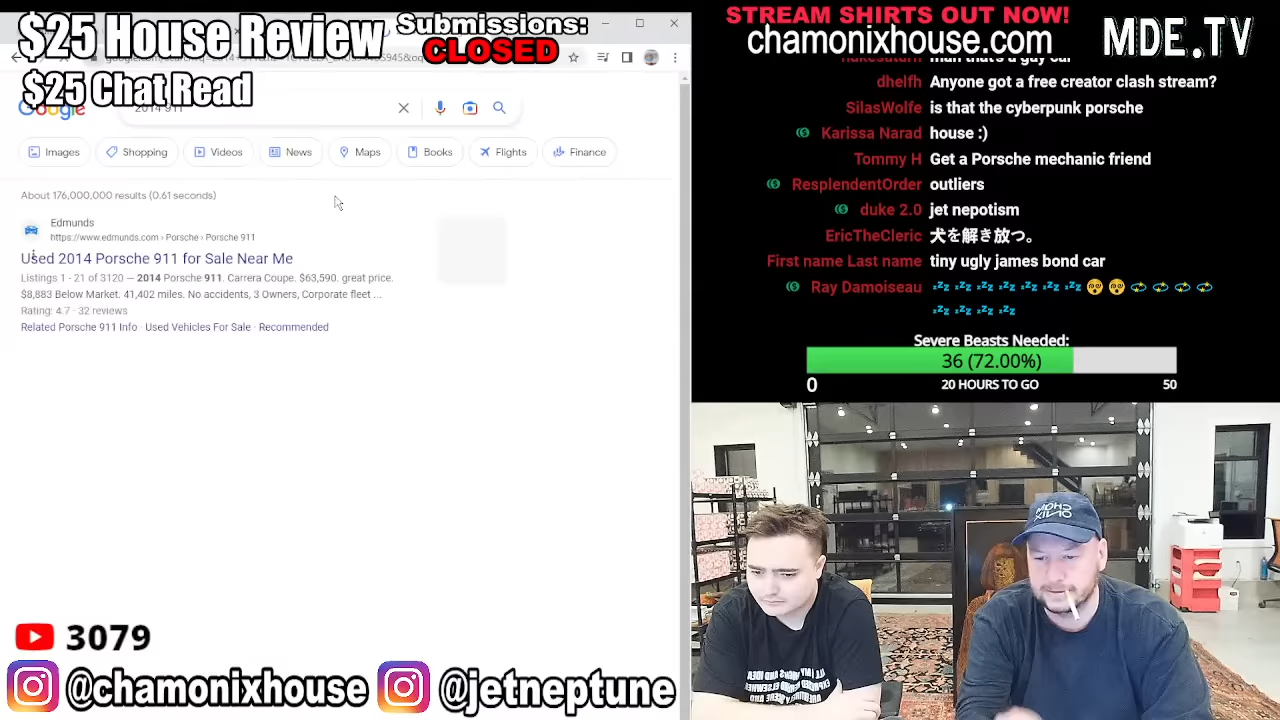 $25 House Review
Submissions:
CLOSED
$25 Chat Read
2014 911
Images
Shopping
Videos
News
Maps
Books
Flights
Finance
About 176,000,000 results (0.61 seconds)
Edmunds
https://www.edmunds.com › Porsche › Porsche 911
Used 2014 Porsche 911 for Sale Near Me
Listings 1 - 21 of 3120 — 2014 Porsche 911. Carrera Coupe. $63,590. great price.
$8,883 Below Market. 41,402 miles. No accidents, 3 Owners, Corporate fleet ...
Rating: 4.7 · 32 reviews
Related Porsche 911 Info · Used Vehicles For Sale · Recommended
3079
@chamonixhouse
@jetneptune
STREAM SHIRTS OUT NOW!
chamonixhouse.com
MDE.TV
man that's a gay car
dhelfh Anyone got a free creator clash stream?
SilasWolfe is that the cyberpunk porsche
Karissa Narad house :)
Tommy H Get a Porsche mechanic friend
ResplendentOrder outliers
duke 2.0 jet nepotism
EricTheCleric 犬を解き放つ。
First name Last name tiny ugly james bond car
Ray Damoiseau
Severe Beasts Needed:
36 (72.00%)
0
20 HOURS TO GO
50